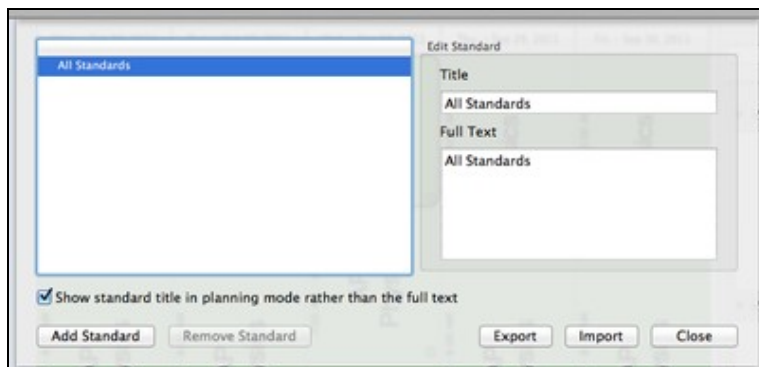 Edit Standard
All Standards
Title
All Standards
Full Text
All Standards
Show standard title in planning mode rather than the full text
Add Standard
Remove Standard
Export
Import
Close